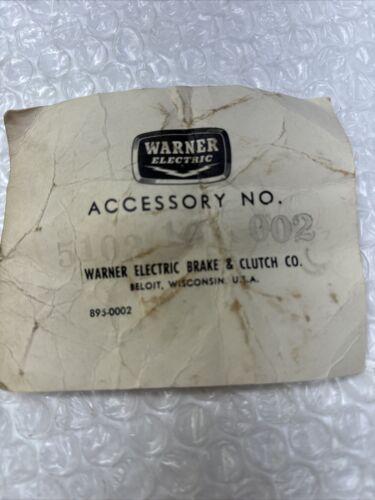 WARNER
ELECTRIC
ACCESSORY NO.
002
WARNER ELECTRIC BRAKE & CLUTCH CO.
BELOIT, WISCONSIN, U.S.A.
895-0002